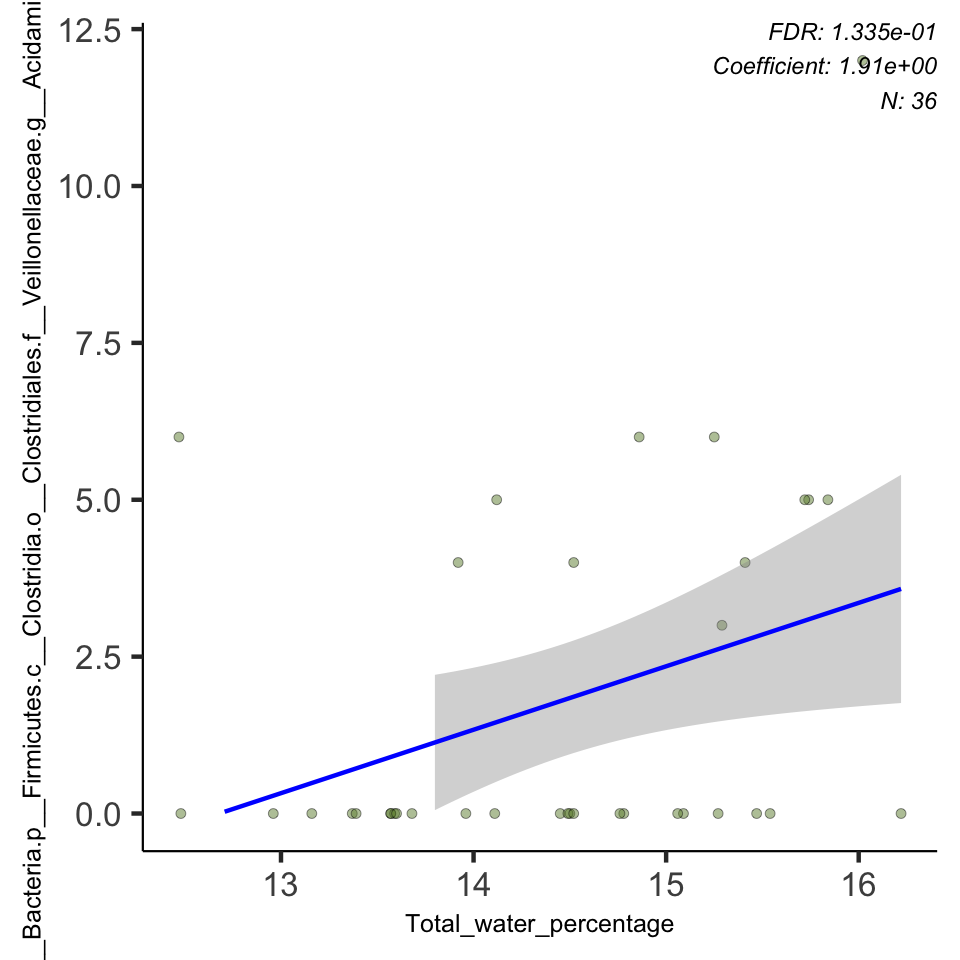 FDR: 1.335e-01
Coefficient: 1.91e+00
N: 36
__Bacteria.p__Firmicutes.c__Clostridia.o__Clostridiales.f__Veillonellaceae.g__Acidami
12.5
10.0
7.5
5.0
2.5
0.0
13 14 15 16
Total_water_percentage